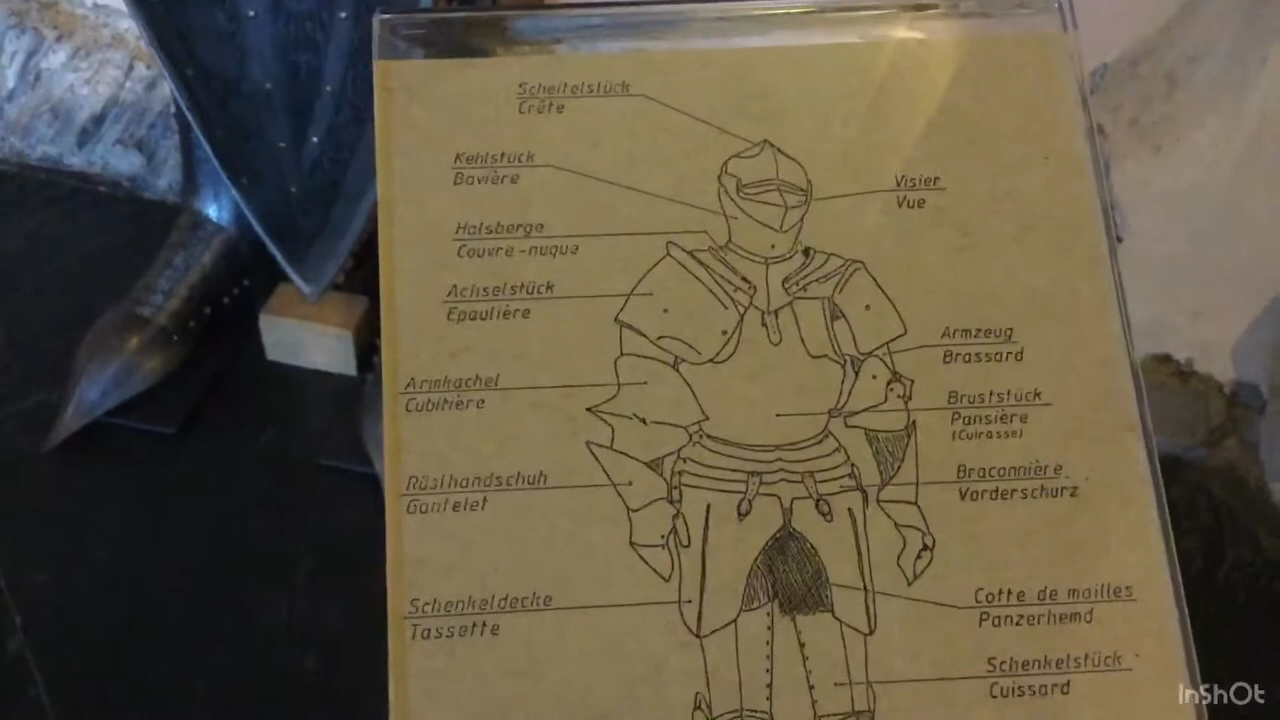 Scheitelstück
Crête
Kehlstück
Bavière
Visier
Vue
Halsberge
Couvre-nuque
Achselstück
Epaulière
Armzeug
Brassard
Armkachel
Cubitière
Bruststück
Pansière
(Cuirasse)
Rüsthandschuh
Gantelet
Braconnière
Vorderschurz
Schenkeldecke
Tassette
Cotte de mailles
Panzerhemd
Schenkelstück
Cuissard
InShOt